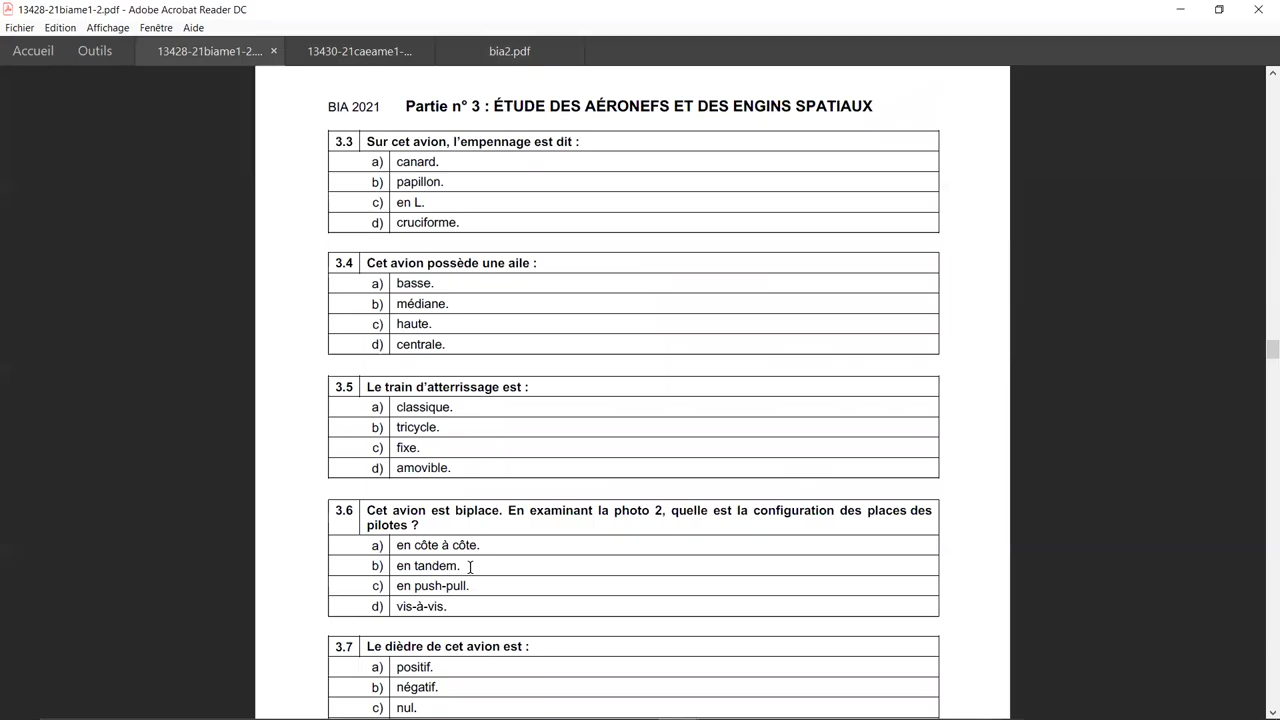 13428-21biame1-2.pdf - Adobe Acrobat Reader DC
Fichier Edition Affichage Fenêtre Aide
Accueil Outils 13428-21biame1-2.... × 13430-21caeame1-... bia2.pdf
BIA 2021 Partie n° 3 : ÉTUDE DES AÉRONEFS ET DES ENGINS SPATIAUX
3.3 Sur cet avion, l'empennage est dit :
a) canard.
b) papillon.
c) en L.
d) cruciforme.
3.4 Cet avion possède une aile :
a) basse.
b) médiane.
c) haute.
d) centrale.
3.5 Le train d'atterrissage est :
a) classique.
b) tricycle.
c) fixe.
d) amovible.
3.6 Cet avion est biplace. En examinant la photo 2, quelle est la configuration des places des
pilotes ?
a) en côte à côte.
b) en tandem.
c) en push-pull.
d) vis-à-vis.
3.7 Le dièdre de cet avion est :
a) positif.
b) négatif.
c) nul.